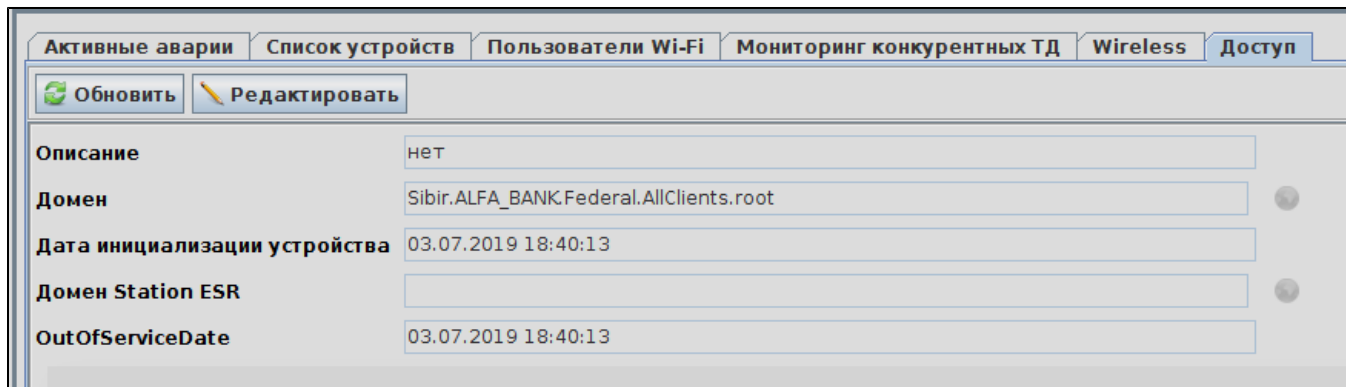 Активные аварии Список устройств Пользователи Wi-Fi Мониторинг конкурентных ТД Wireless Доступ
Обновить Редактировать
Описание нет
Домен Sibir.ALFA_BANK.Federal.AllClients.root
Дата инициализации устройства 03.07.2019 18:40:13
Домен Station ESR
OutOfServiceDate 03.07.2019 18:40:13